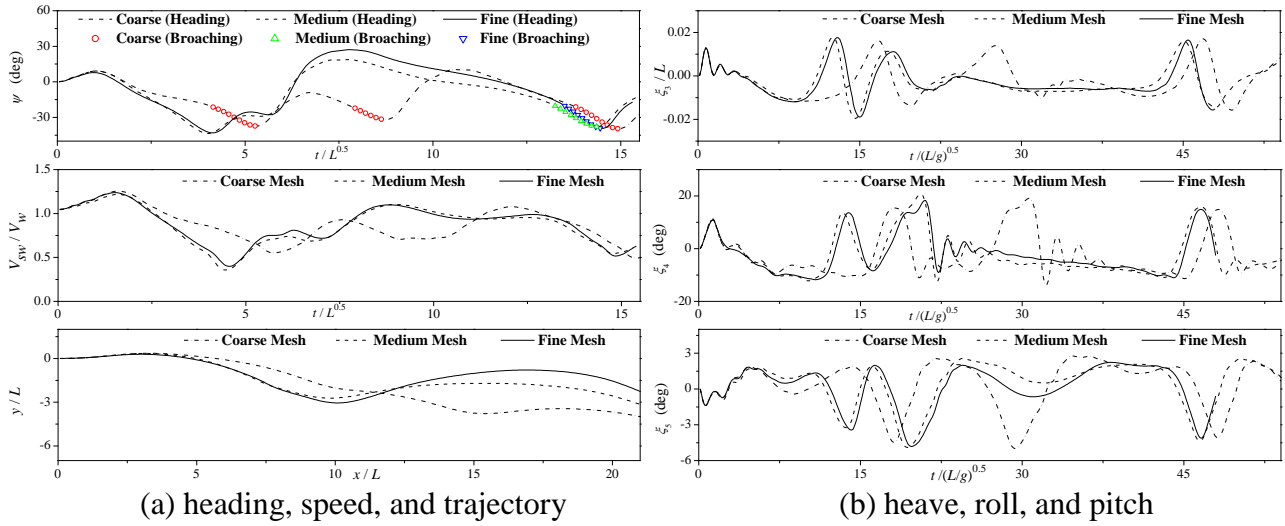 Coarse (Heading) Medium (Heading) Fine (Heading)
Coarse (Broaching) Medium (Broaching) Fine (Broaching)
60
30
0
-30
ψ (deg)
0 5 10 15
t / L^0.5
Coarse Mesh Medium Mesh Fine Mesh
1.5
1.0
0.5
0.0
V_sw / V_w
0 5 10 15
t / L^0.5
Coarse Mesh Medium Mesh Fine Mesh
0
-3
-6
y / L
0 5 10 15 20
x / L
(a) heading, speed, and trajectory
Coarse Mesh Medium Mesh Fine Mesh
0.02
0.00
-0.02
ξ_3 / L
0 15 30 45
t /(L/g)^0.5
Coarse Mesh Medium Mesh Fine Mesh
20
0
-20
ξ_4 (deg)
0 15 30 45
t /(L/g)^0.5
Coarse Mesh Medium Mesh Fine Mesh
3
0
-3
-6
ξ_5 (deg)
0 15 30 45
t /(L/g)^0.5
(b) heave, roll, and pitch